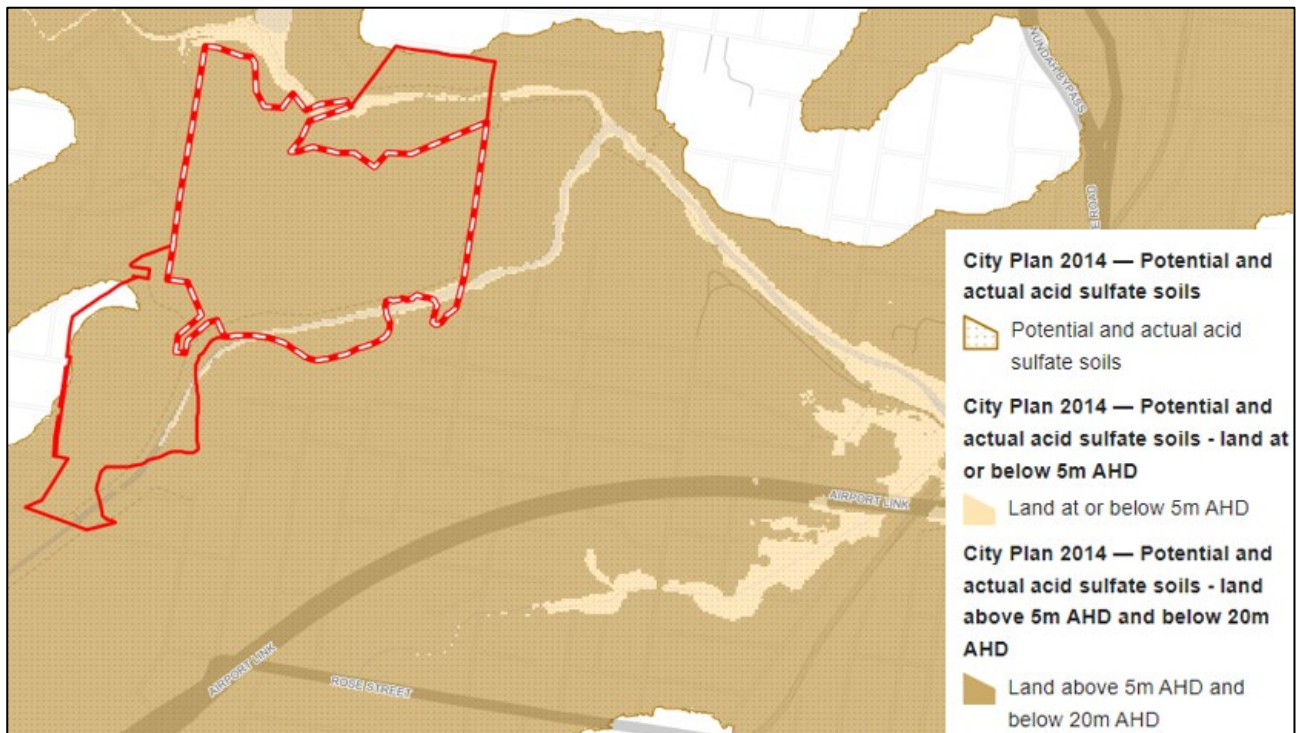 NUNDAH BYPASS
E ROAD
City Plan 2014 — Potential and
actual acid sulfate soils
Potential and actual acid
sulfate soils
City Plan 2014 — Potential and
actual acid sulfate soils - land at
or below 5m AHD
Land at or below 5m AHD
City Plan 2014 — Potential and
actual acid sulfate soils - land
above 5m AHD and below 20m
AHD
Land above 5m AHD and
below 20m AHD
AIRPORT LINK
AIRPORT LINK
ROSE STREET